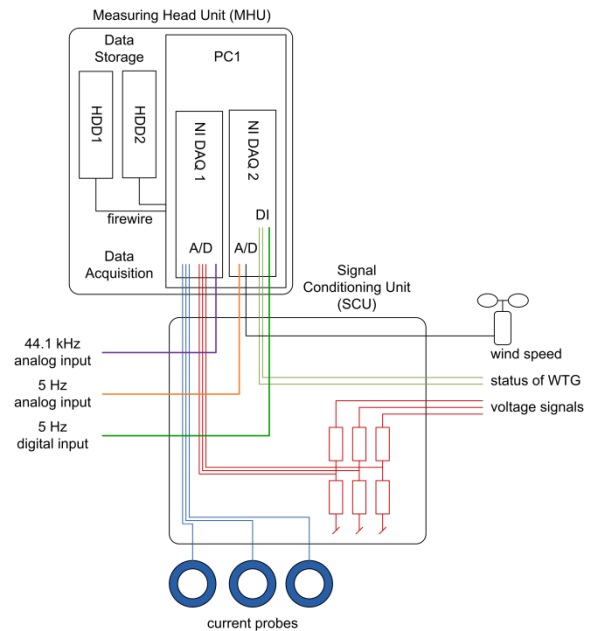 Measuring Head Unit (MHU)
Data
Storage
PC1
HDD1
HDD2
NI DAQ 1
NI DAQ 2
DI
firewire
A/D
A/D
Data
Acquisition
Signal
Conditioning Unit
(SCU)
44.1 kHz
analog input
wind speed
5 Hz
analog input
status of WTG
voltage signals
5 Hz
digital input
current probes